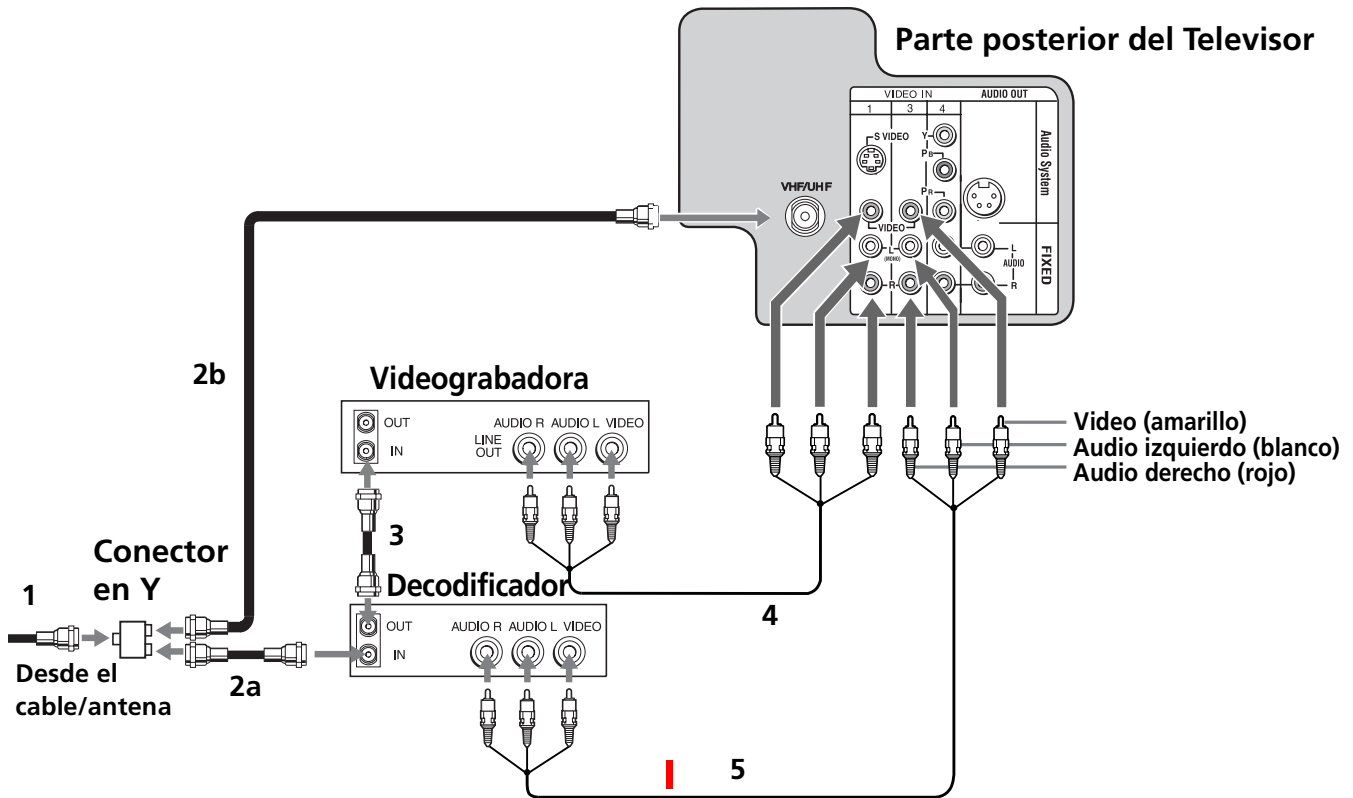 Parte posterior del Televisor
VIDEO IN
AUDIO OUT
1 3 4
S VIDEO
Y
PB
PR
VIDEO
L
(MONO)
R
L
AUDIO
R
Audio System
FIXED
VHF/UHF
2b
Videograbadora
OUT
IN
AUDIO R AUDIO L VIDEO
LINE
OUT
Video (amarillo)
Audio izquierdo (blanco)
Audio derecho (rojo)
3
Conector
en Y
1
Decodificador
4
OUT
IN
AUDIO R AUDIO L VIDEO
Desde el
cable/antena
2a
5